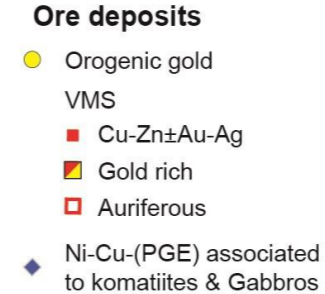 Ore deposits
Orogenic gold
VMS
Cu-Zn±Au-Ag
Gold rich
Auriferous
Ni-Cu-(PGE) associated
to komatiites & Gabbros